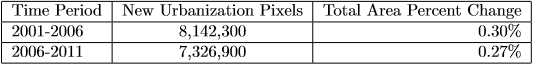 Time Period New Urbanization Pixels Total Area Percent Change
2001-2006 8,142,300 0.30%
2006-2011 7,326,900 0.27%